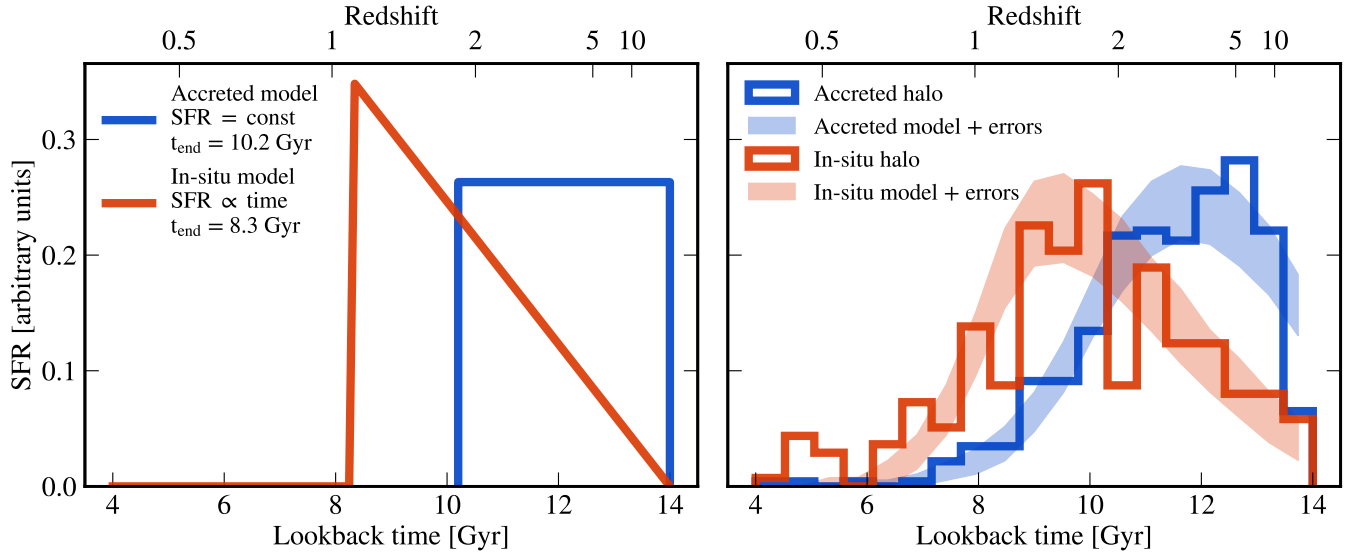 Redshift
0.5 1 2 5 10
Accreted model
SFR = const
t_end = 10.2 Gyr
In-situ model
SFR ∝ time
t_end = 8.3 Gyr
SFR [arbitrary units]
0.3
0.2
0.1
0.0
4 6 8 10 12 14
Lookback time [Gyr]
Redshift
0.5 1 2 5 10
Accreted halo
Accreted model + errors
In-situ halo
In-situ model + errors
4 6 8 10 12 14
Lookback time [Gyr]